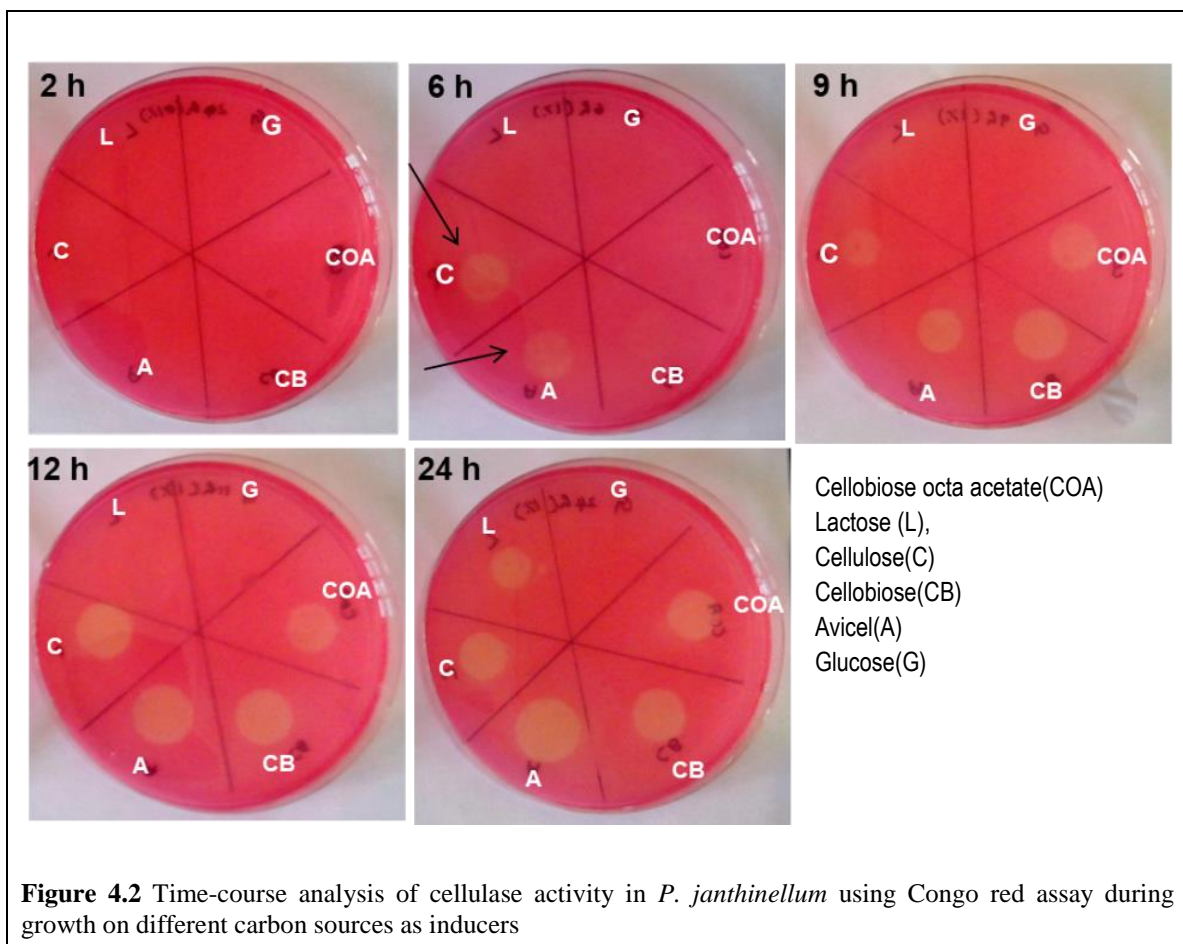 2 h
L
G
C
COA
A
CB
6 h
L
G
C
COA
A
CB
9 h
L
G
C
COA
A
CB
12 h
L
G
C
COA
A
CB
24 h
L
G
C
COA
A
CB
Cellobiose octa acetate(COA)
Lactose (L),
Cellulose(C)
Cellobiose(CB)
Avicel(A)
Glucose(G)
Figure 4.2 Time-course analysis of cellulase activity in P. janthinellum using Congo red assay during
growth on different carbon sources as inducers